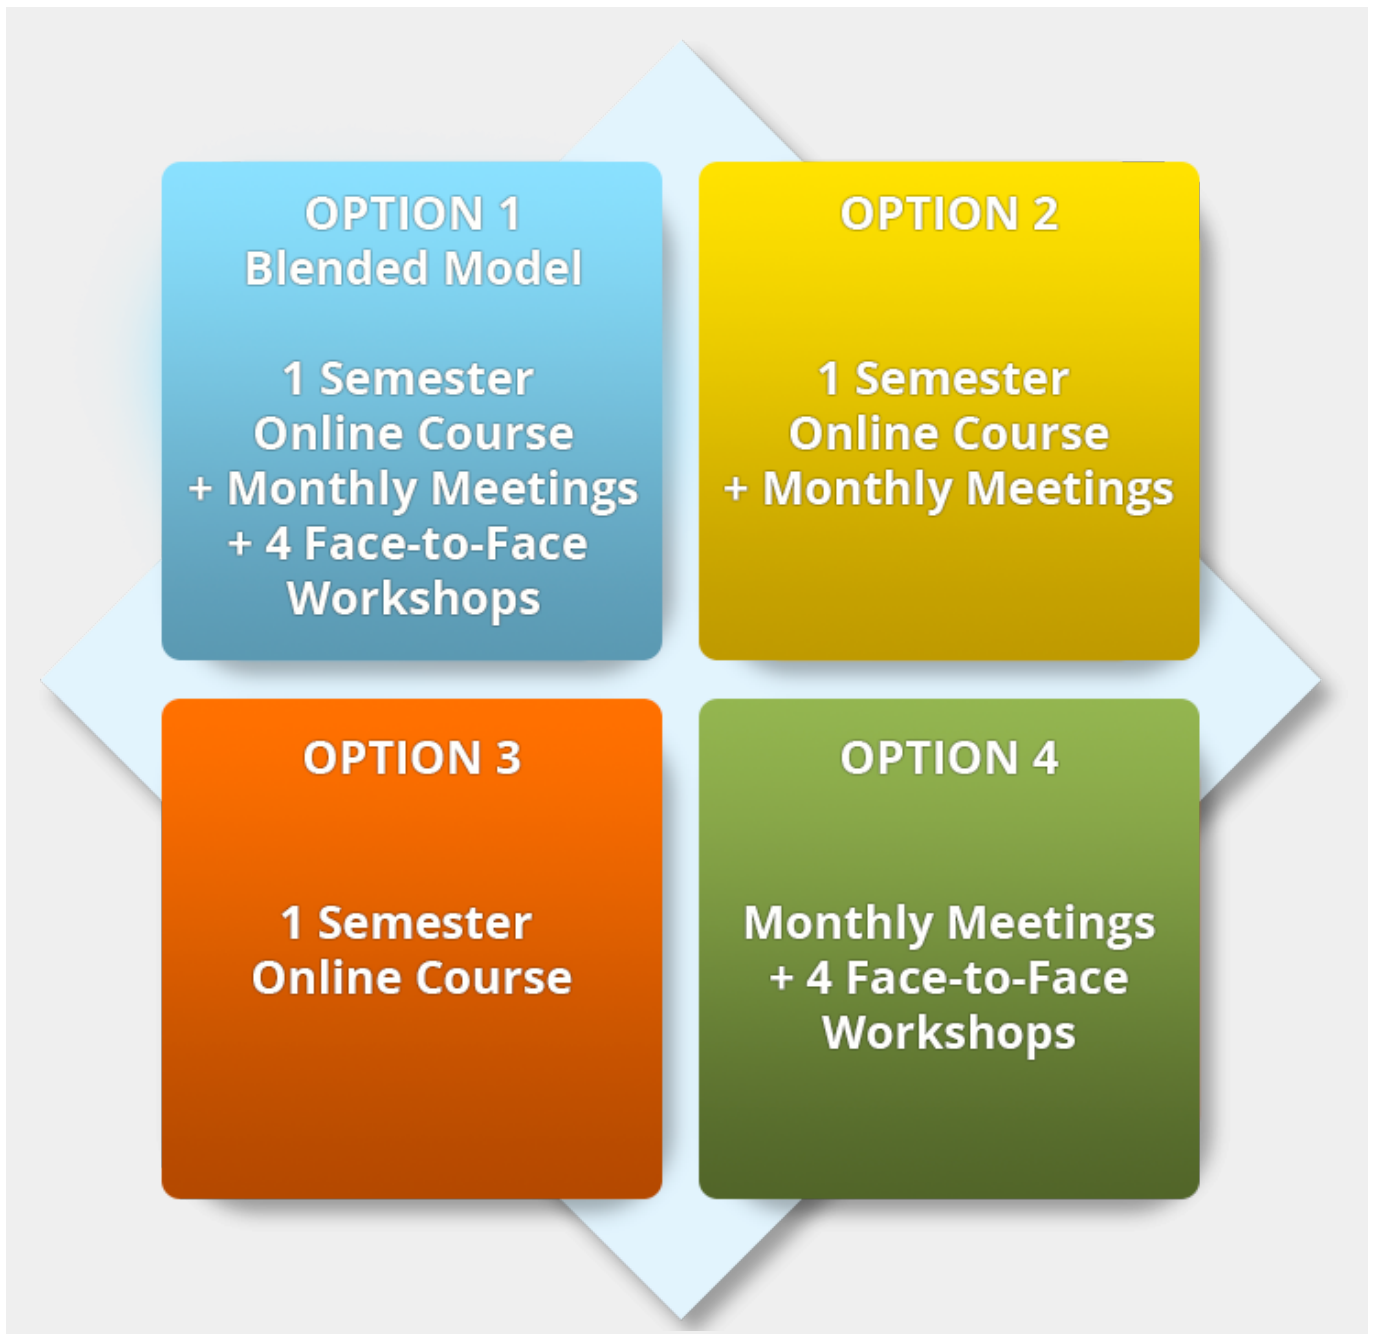 OPTION 1
Blended Model
1 Semester
Online Course
+ Monthly Meetings
+ 4 Face-to-Face
Workshops
OPTION 2
1 Semester
Online Course
+ Monthly Meetings
OPTION 3
1 Semester
Online Course
OPTION 4
Monthly Meetings
+ 4 Face-to-Face
Workshops